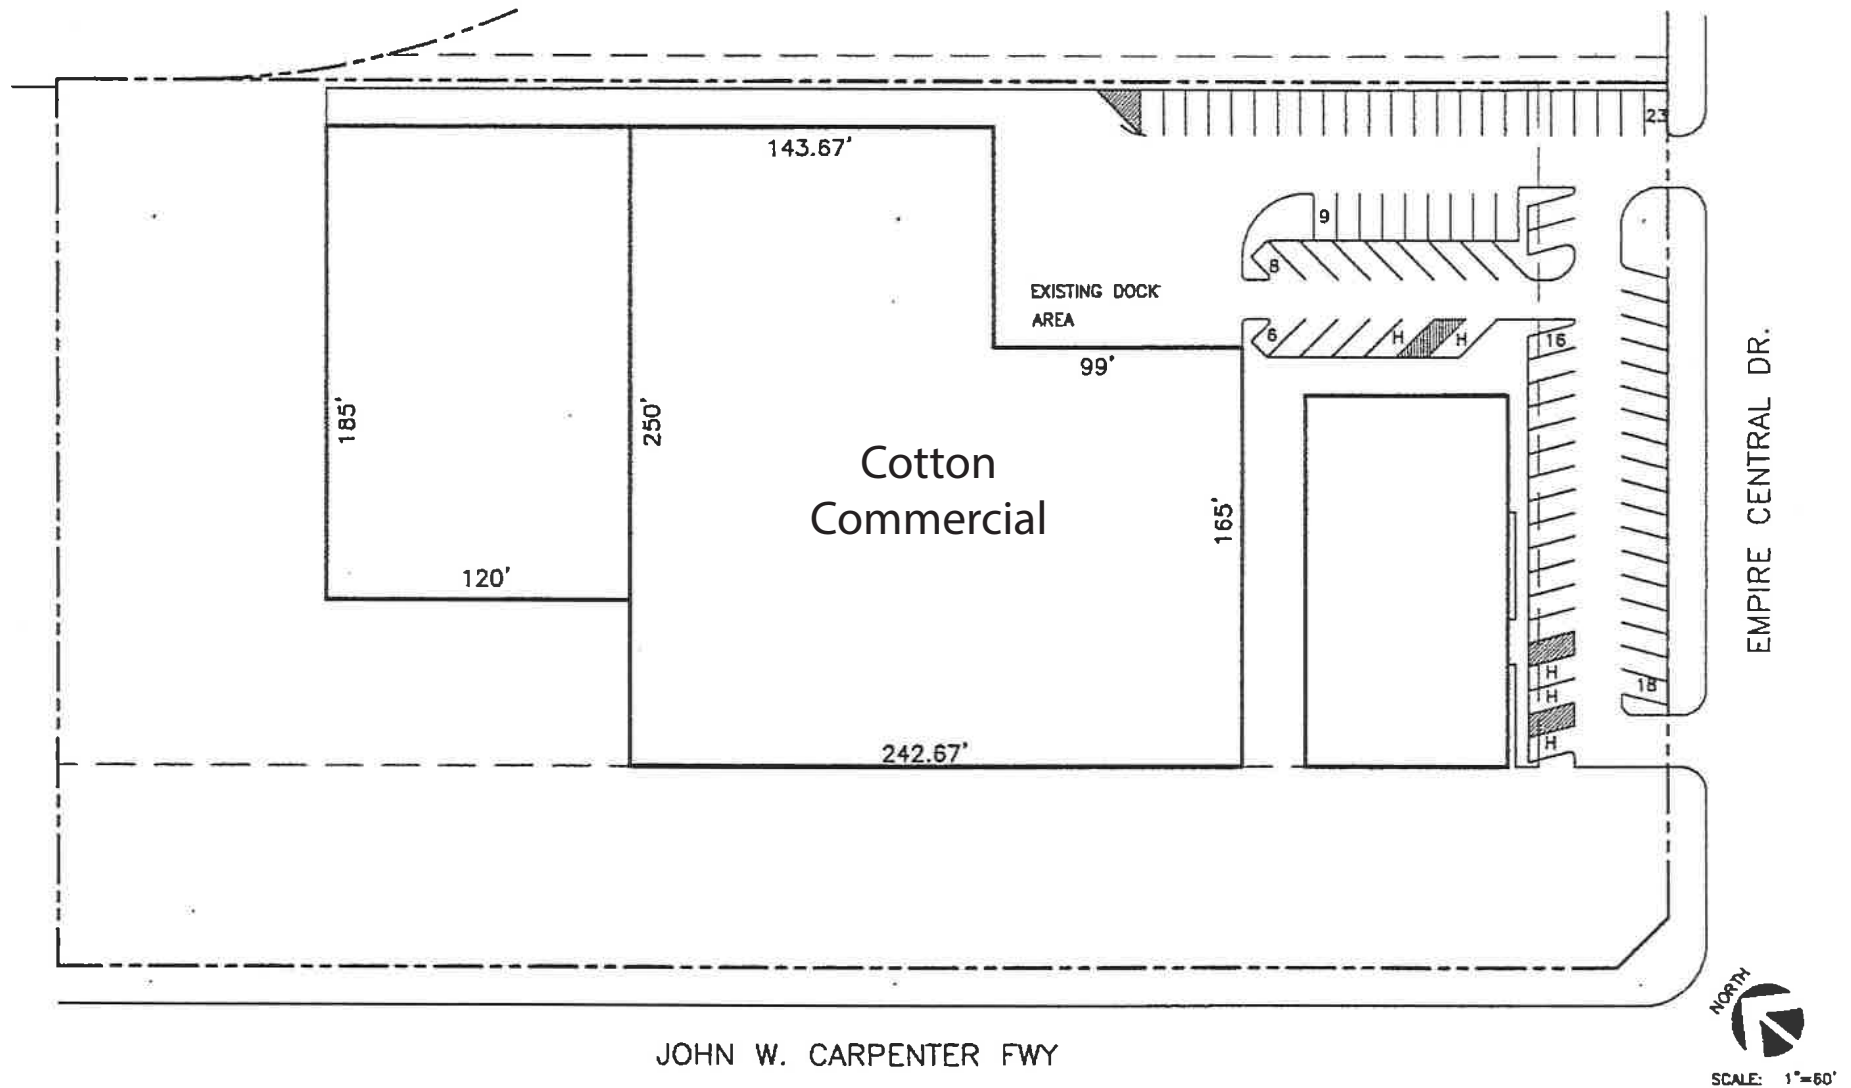 23
143.67'
9
8
EXISTING DOCK
AREA
6
H
H
16
99'
185'
250'
Cotton
Commercial
165'
120'
EMPIRE CENTRAL DR.
H
H
18
H
242.67'
NORTH
JOHN W. CARPENTER FWY
SCALE: 1"=60'